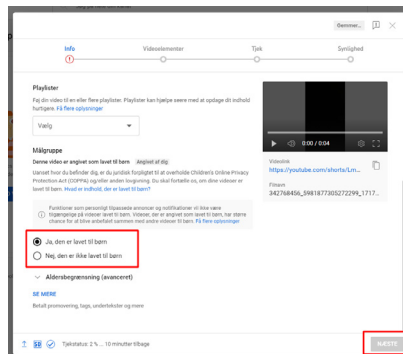 Gemmer...
Info
Videoelementer
Tjek
Synlighed
Playlister
Føj din video til en eller flere playlister. Playlister kan hjælpe seere med at opdage dit indhold
hurtigere. Få flere oplysninger
Vælg
Målgruppe
Denne video er angivet som lavet til børn Angivet af dig
Uanset hvor du befinder dig, er du juridisk forpligtet til at overholde Children's Online Privacy
Protection Act (COPPA) og/eller anden lovgivning. Du skal fortælle os, om dine videoer er
lavet til børn. Hvad er indhold, der er lavet til børn?
Funktioner som personligt tilpassede annoncer og notifikationer vil ikke være
tilgængelige på videoer lavet til børn. Videoer, der er angivet som lavet til børn, har større
chance for at blive anbefalet sammen med andre videoer til børn. Få flere oplysninger
Ja, den er lavet til børn
Nej, den er ikke lavet til børn
Aldersbegrænsning (avanceret)
SE MERE
Betalt promovering, tags, undertekster og mere
0:00 / 0:04
Videolink
https://youtube.com/shorts/Lm...
Filnavn
342768456_5981877305272299_1717...
SD
Tjekstatus: 2 % ... 10 minutter tilbage
NÆSTE